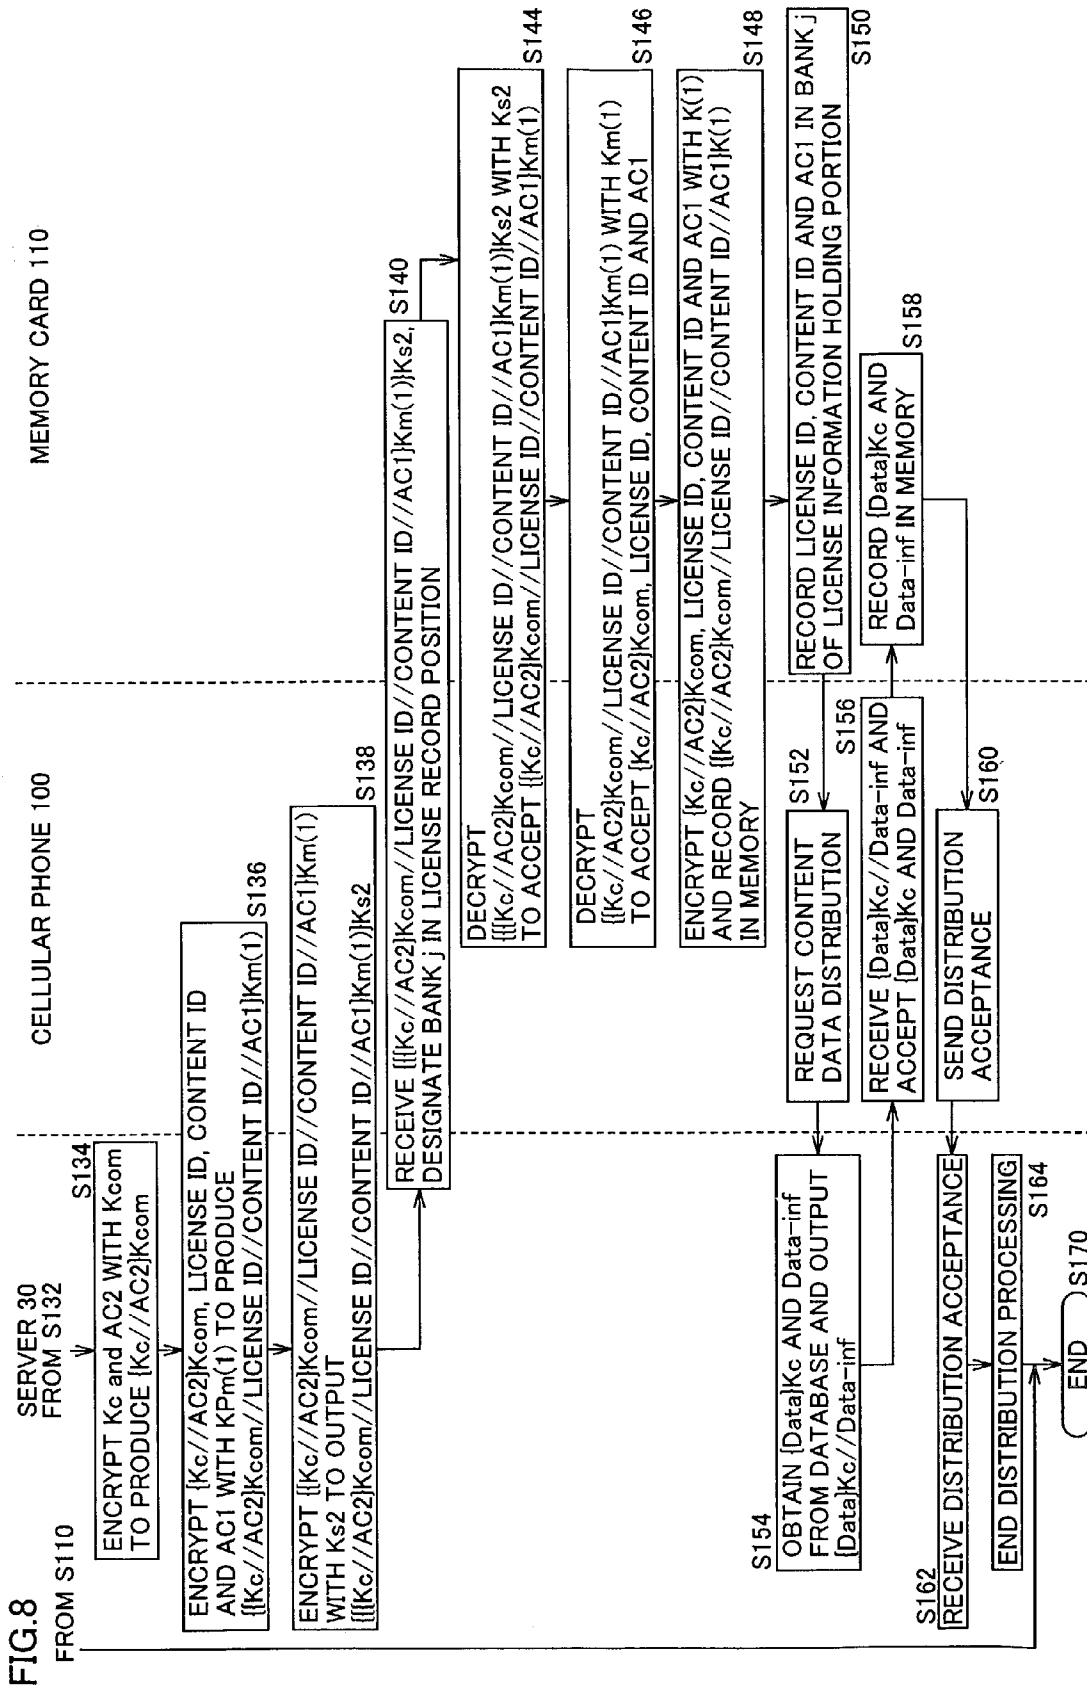 FIG.8
SERVER 30
CELLULAR PHONE 100
MEMORY CARD 110
FROM S110
FROM S132
S134
ENCRYPT Kc and AC2 WITH Kcom
TO PRODUCE {Kc//AC2}Kcom
S136
ENCRYPT {Kc//AC2}Kcom, LICENSE ID, CONTENT ID
AND AC1 WITH KPm(1) TO PRODUCE
{{Kc//AC2}Kcom//LICENSE ID//CONTENT ID//AC1}Km(1)
S138
ENCRYPT {{Kc//AC2}Kcom//LICENSE ID//CONTENT ID//AC1}Km(1)
WITH Ks2 TO OUTPUT
{{{Kc//AC2}Kcom//LICENSE ID//CONTENT ID//AC1}Km(1)}Ks2
S140
RECEIVE {{{Kc//AC2}Kcom//LICENSE ID//CONTENT ID//AC1}Km(1)}Ks2,
DESIGNATE BANK j IN LICENSE RECORD POSITION
S144
DECRYPT
{{{Kc//AC2}Kcom//LICENSE ID//CONTENT ID//AC1}Km(1)}Ks2 WITH Ks2
TO ACCEPT {{Kc//AC2}Kcom//LICENSE ID//CONTENT ID//AC1}Km(1)
S146
DECRYPT
{{Kc//AC2}Kcom//LICENSE ID//CONTENT ID//AC1}Km(1) WITH Km(1)
TO ACCEPT {Kc//AC2}Kcom, LICENSE ID, CONTENT ID AND AC1
S148
ENCRYPT {Kc//AC2}Kcom, LICENSE ID, CONTENT ID AND AC1 WITH K(1)
AND RECORD {{Kc//AC2}Kcom//LICENSE ID//CONTENT ID//AC1}K(1)
IN MEMORY
S150
RECORD LICENSE ID, CONTENT ID AND AC1 IN BANK j
OF LICENSE INFORMATION HOLDING PORTION
S152
REQUEST CONTENT
DATA DISTRIBUTION
S154
OBTAIN {Data}Kc AND Data-inf
FROM DATABASE AND OUTPUT
{Data}Kc//Data-inf
S156
RECEIVE {Data}Kc//Data-inf AND
ACCEPT {Data}Kc AND Data-inf
S158
RECORD {Data}Kc AND
Data-inf IN MEMORY
S160
SEND DISTRIBUTION
ACCEPTANCE
S162
RECEIVE DISTRIBUTION ACCEPTANCE
END DISTRIBUTION PROCESSING
S164
END
S170